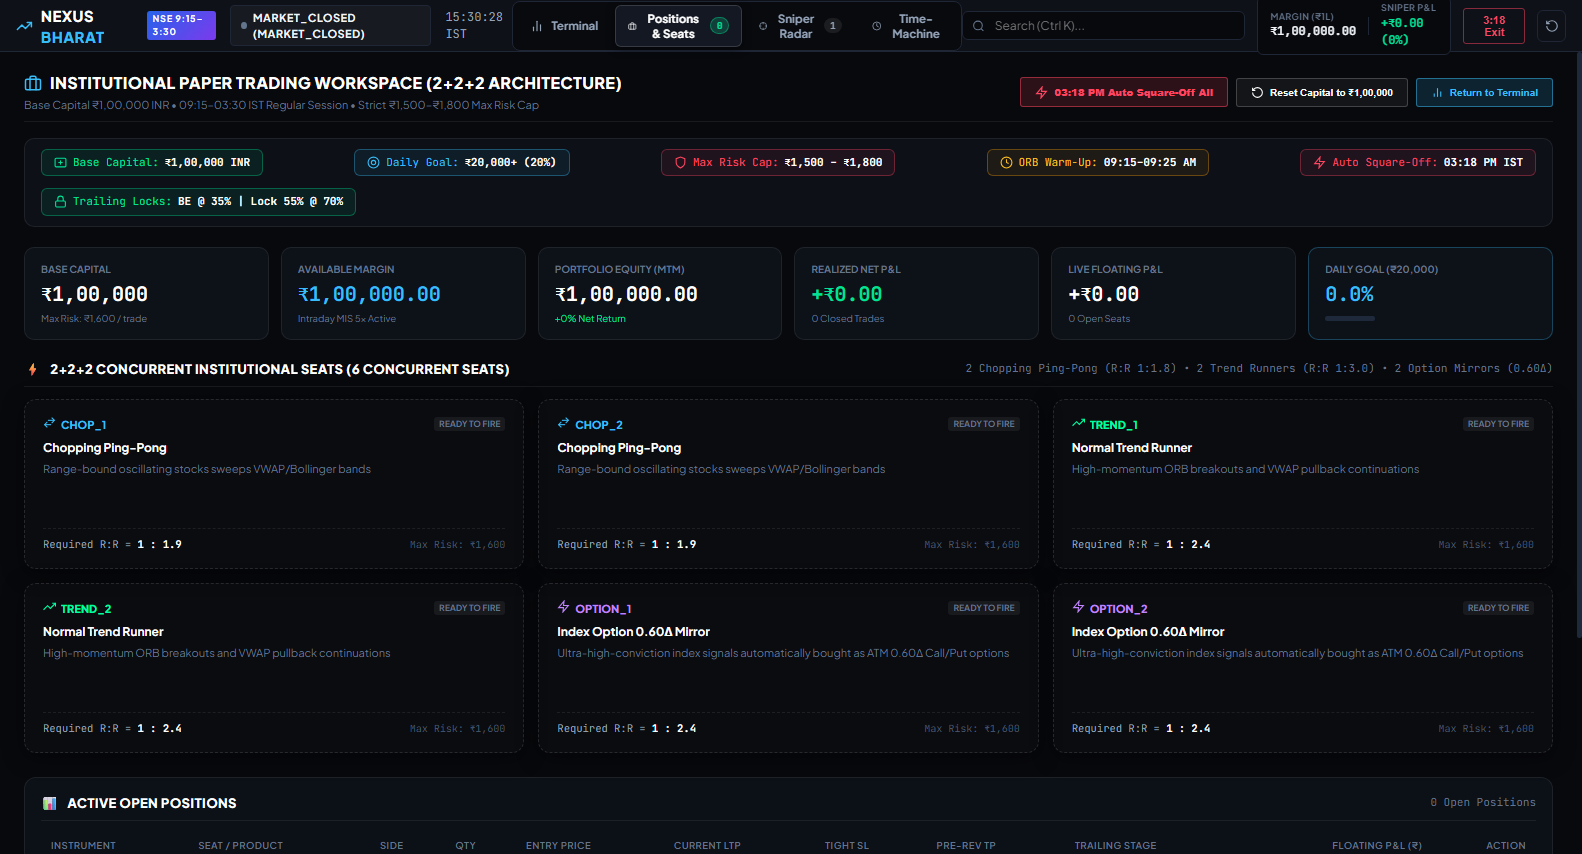 NEXUS
BHARAT
NSE 9:15-
3:30
MARKET_CLOSED
(MARKET_CLOSED)
15:30:28
IST
Terminal
Positions
& Seats
0
Sniper
Radar
1
Time-
Machine
Search (Ctrl K)...
MARGIN (₹1L)
₹1,00,000.00
SNIPER P&L
+₹0.00
(0%)
3:18
Exit
INSTITUTIONAL PAPER TRADING WORKSPACE (2+2+2 ARCHITECTURE)
Base Capital ₹1,00,000 INR • 09:15-03:30 IST Regular Session • Strict ₹1,500-₹1,800 Max Risk Cap
03:18 PM Auto Square-Off All
Reset Capital to ₹1,00,000
Return to Terminal
Base Capital: ₹1,00,000 INR
Daily Goal: ₹20,000+ (20%)
Max Risk Cap: ₹1,500 - ₹1,800
ORB Warm-Up: 09:15-09:25 AM
Auto Square-Off: 03:18 PM IST
Trailing Locks: BE @ 35% | Lock 55% @ 70%
BASE CAPITAL
₹1,00,000
Max Risk: ₹1,600 / trade
AVAILABLE MARGIN
₹1,00,000.00
Intraday MIS 5x Active
PORTFOLIO EQUITY (MTM)
₹1,00,000.00
+0% Net Return
REALIZED NET P&L
+₹0.00
0 Closed Trades
LIVE FLOATING P&L
+₹0.00
0 Open Seats
DAILY GOAL (₹20,000)
0.0%
2+2+2 CONCURRENT INSTITUTIONAL SEATS (6 CONCURRENT SEATS)
2 Chopping Ping-Pong (R:R 1:1.8) • 2 Trend Runners (R:R 1:3.0) • 2 Option Mirrors (0.60Δ)
CHOP_1
READY TO FIRE
Chopping Ping-Pong
Range-bound oscillating stocks sweeps VWAP/Bollinger bands
Required R:R = 1 : 1.9
Max Risk: ₹1,600
CHOP_2
READY TO FIRE
Chopping Ping-Pong
Range-bound oscillating stocks sweeps VWAP/Bollinger bands
Required R:R = 1 : 1.9
Max Risk: ₹1,600
TREND_1
READY TO FIRE
Normal Trend Runner
High-momentum ORB breakouts and VWAP pullback continuations
Required R:R = 1 : 2.4
Max Risk: ₹1,600
TREND_2
READY TO FIRE
Normal Trend Runner
High-momentum ORB breakouts and VWAP pullback continuations
Required R:R = 1 : 2.4
Max Risk: ₹1,600
OPTION_1
READY TO FIRE
Index Option 0.60Δ Mirror
Ultra-high-conviction index signals automatically bought as ATM 0.60Δ Call/Put options
Required R:R = 1 : 2.4
Max Risk: ₹1,600
OPTION_2
READY TO FIRE
Index Option 0.60Δ Mirror
Ultra-high-conviction index signals automatically bought as ATM 0.60Δ Call/Put options
Required R:R = 1 : 2.4
Max Risk: ₹1,600
ACTIVE OPEN POSITIONS
0 Open Positions
INSTRUMENT SEAT / PRODUCT SIDE QTY ENTRY PRICE CURRENT LTP TIGHT SL PRE-REV TP TRAILING STAGE FLOATING P&L (₹) ACTION